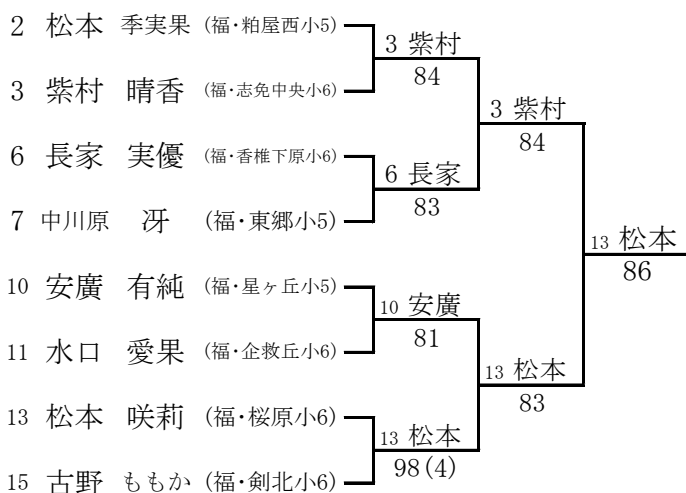 2 松本 季実果 (福・粕屋西小5)
3 紫村
84
3 紫村 晴香 (福・志免中央小6)
3 紫村
84
6 長家 実優 (福・香椎下原小6)
6 長家
83
7 中川原 冴 (福・東郷小5)
13 松本
86
10 安廣 有純 (福・星ヶ丘小5)
10 安廣
81
11 水口 愛果 (福・企救丘小6)
13 松本
83
13 松本 咲莉 (福・桜原小6)
13 松本
98(4)
15 古野 ももか (福・剣北小6)